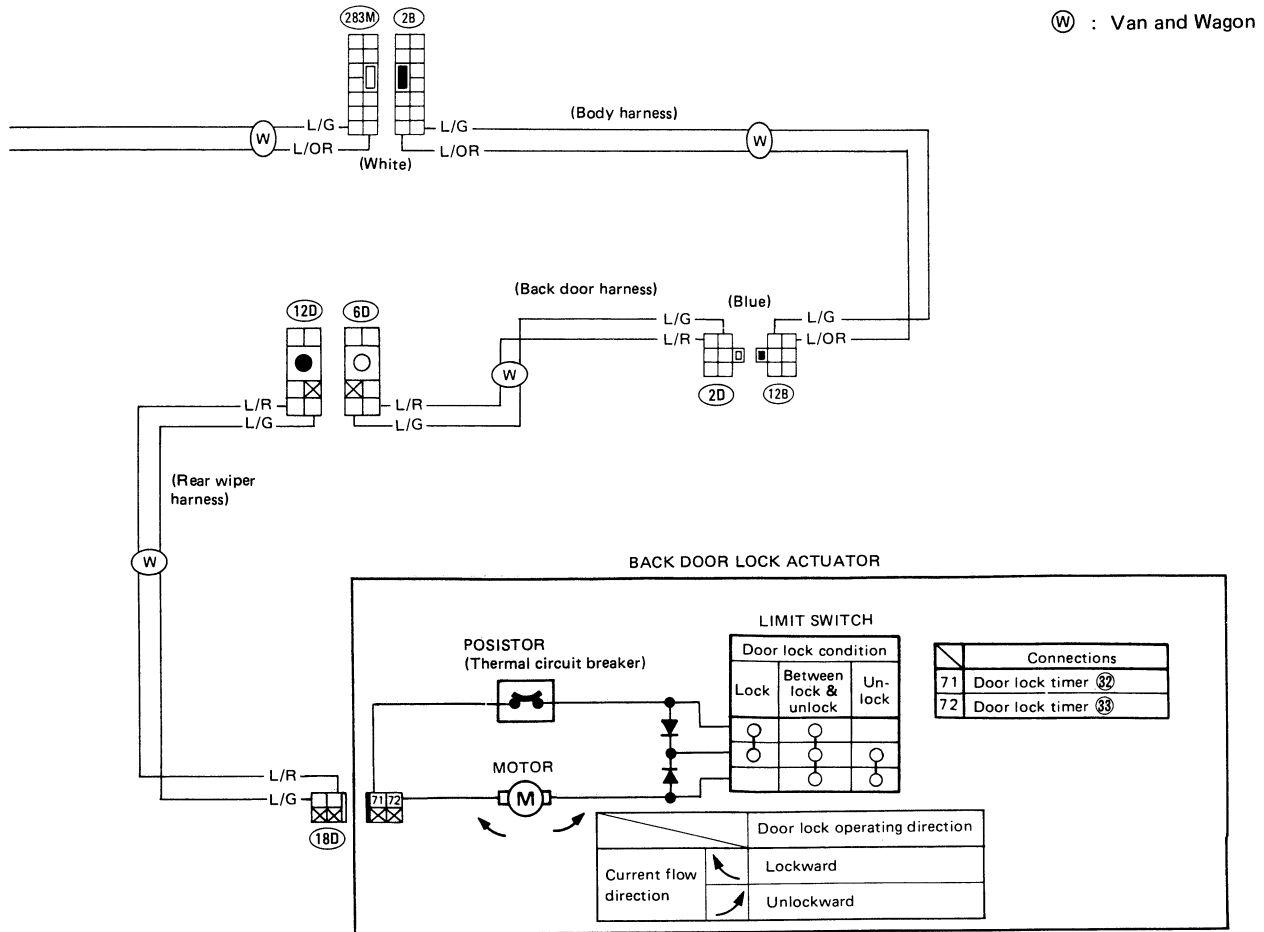 283M 2B
Ⓦ : Van and Wagon
(Body harness)
L/G L/G
W W
L/OR L/OR
(White)
(Back door harness)
(Blue)
12D 6D
L/G L/G
L/R L/OR
W
2D 12B
L/R L/R
L/G L/G
(Rear wiper
harness)
W
BACK DOOR LOCK ACTUATOR
LIMIT SWITCH
POSISTOR
(Thermal circuit breaker)
Door lock condition
Lock
Between
lock &
unlock
Un-
lock
Connections
71 Door lock timer ㉜
72 Door lock timer ㉝
MOTOR
M
L/R
L/G
71 72
18D
Door lock operating direction
Current flow
direction
Lockward
Unlockward